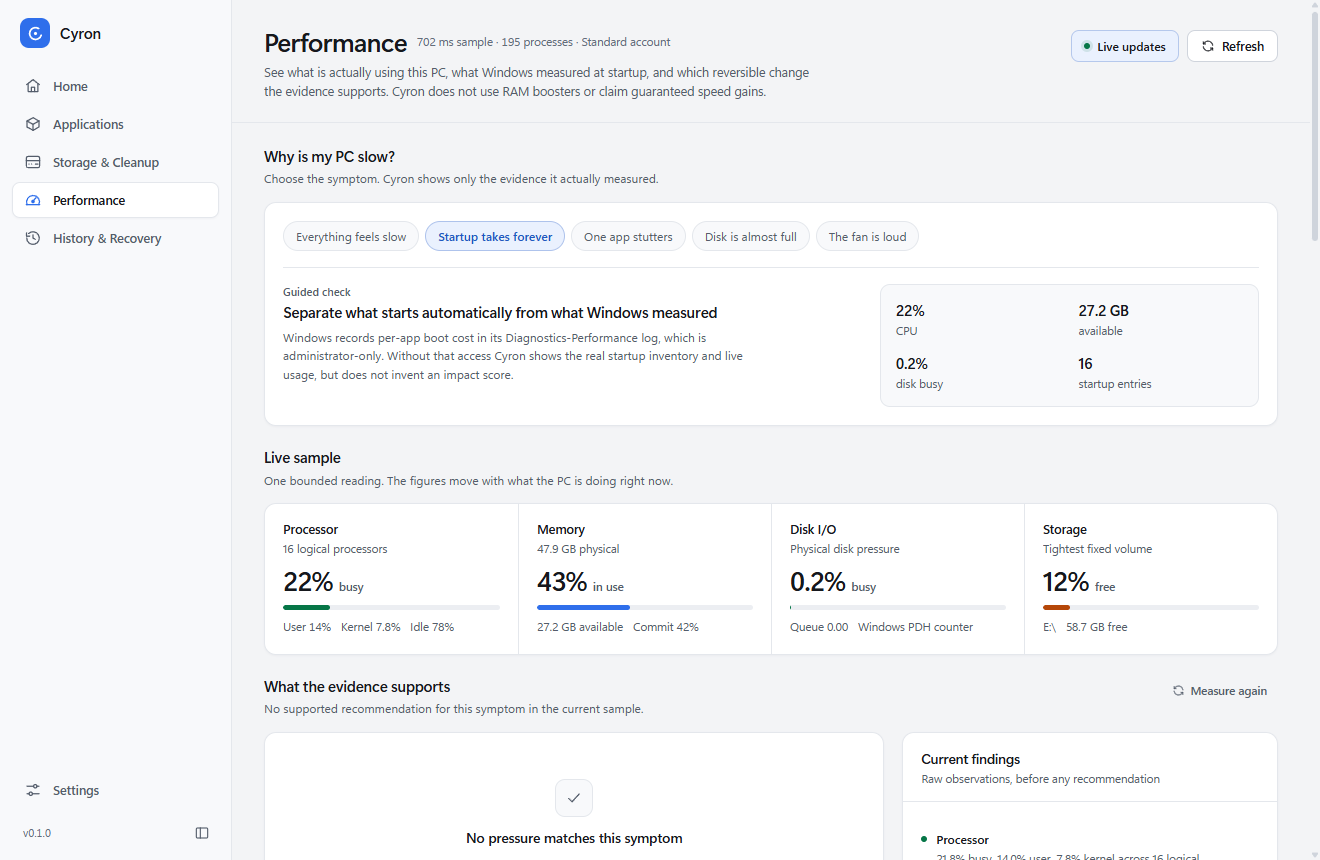 Cyron
Home
Applications
Storage & Cleanup
Performance
History & Recovery
Settings
v0.1.0
Performance 702 ms sample · 195 processes · Standard account
See what is actually using this PC, what Windows measured at startup, and which reversible change
the evidence supports. Cyron does not use RAM boosters or claim guaranteed speed gains.
Live updates
Refresh
Why is my PC slow?
Choose the symptom. Cyron shows only the evidence it actually measured.
Everything feels slow
Startup takes forever
One app stutters
Disk is almost full
The fan is loud
Guided check
Separate what starts automatically from what Windows measured
Windows records per-app boot cost in its Diagnostics-Performance log, which is
administrator-only. Without that access Cyron shows the real startup inventory and live
usage, but does not invent an impact score.
22%
CPU
27.2 GB
available
0.2%
disk busy
16
startup entries
Live sample
One bounded reading. The figures move with what the PC is doing right now.
Processor
16 logical processors
22% busy
User 14% Kernel 7.8% Idle 78%
Memory
47.9 GB physical
43% in use
27.2 GB available Commit 42%
Disk I/O
Physical disk pressure
0.2% busy
Queue 0.00 Windows PDH counter
Storage
Tightest fixed volume
12% free
E:\ 58.7 GB free
What the evidence supports
No supported recommendation for this symptom in the current sample.
Measure again
No pressure matches this symptom
Current findings
Raw observations, before any recommendation
Processor
21.8% busy, 14.0% user, 7.8% kernel across 16 logical